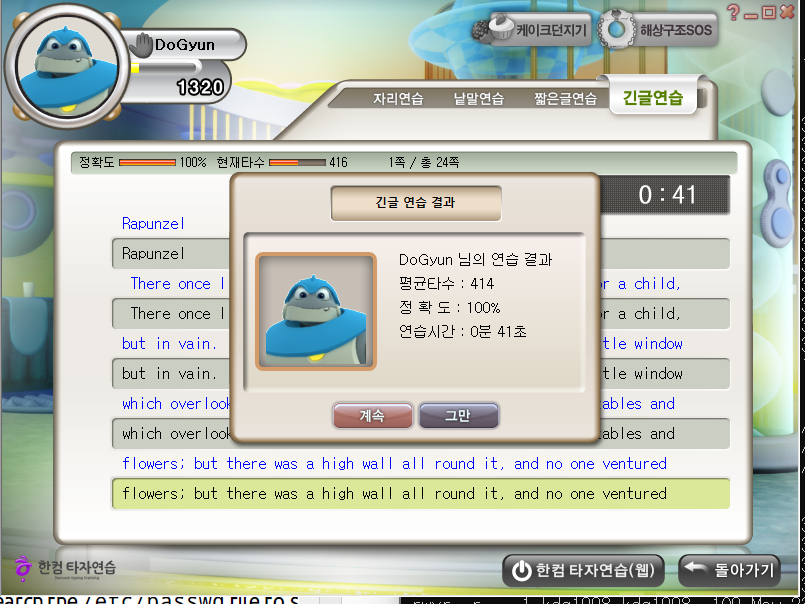 케이크던지기
해상구조SOS
DoGyun
1320
자리연습
낱말연습
짧은글연습
긴글연습
정확도 100% 현재타수 416 1쪽 / 총 24쪽
0:41
긴글 연습 결과
DoGyun 님의 연습 결과
평균타수 : 414
정 확 도 : 100%
연습시간 : 0분 41초
계속
그만
Rapunzel
Rapunzel
There once l r a child,
There once l r a child,
but in vain. tle window
but in vain. tle window
which overlook ables and
which overlook ables and
flowers; but there was a high wall all round it, and no one ventured
flowers; but there was a high wall all round it, and no one ventured
한컴 타자연습
한컴 타자연습(웹)
돌아가기